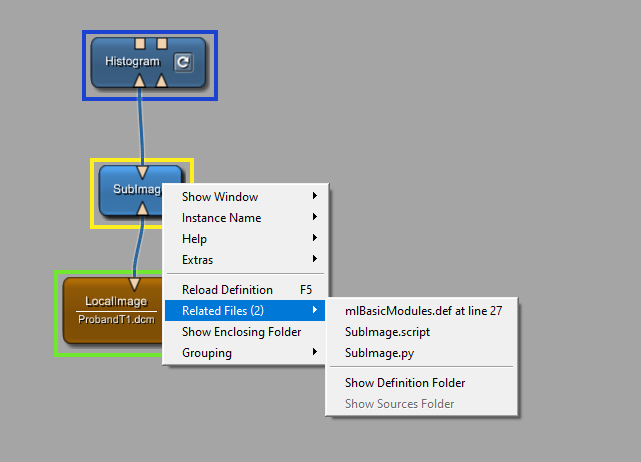 Histogram
SubImag
LocalImage
ProbandT1.dcm
Show Window
Instance Name
Help
Extras
Reload Definition F5
Related Files (2)
Show Enclosing Folder
Grouping
mlBasicModules.def at line 27
SubImage.script
SubImage.py
Show Definition Folder
Show Sources Folder